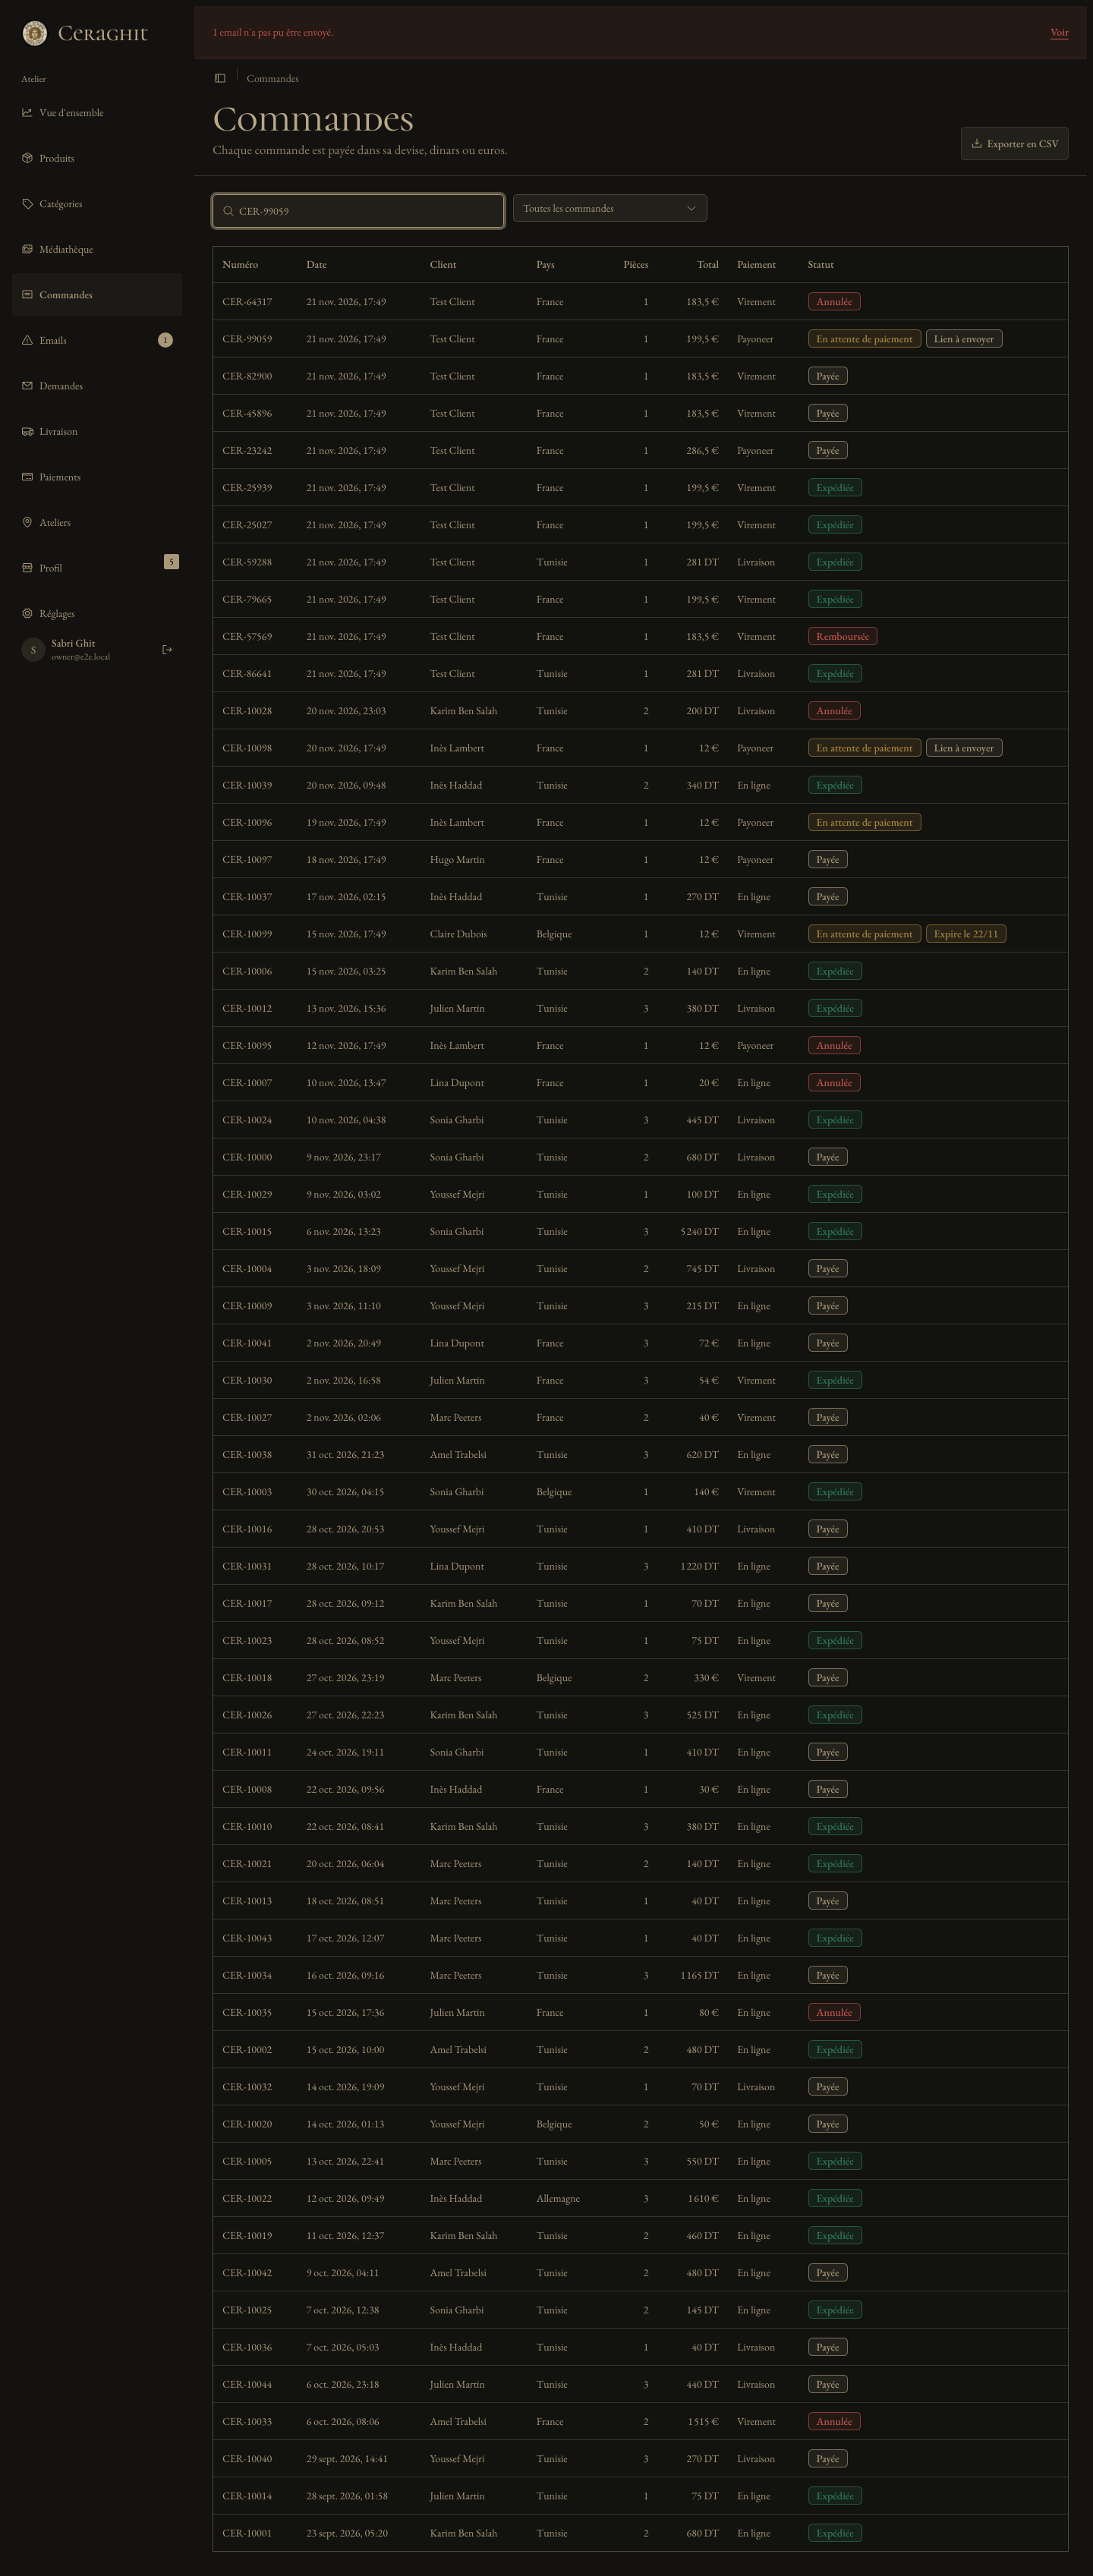 CERAGHIT
Atelier
Vue d'ensemble
Produits
Catégories
Médiathèque
Commandes
Emails 1
Demandes
Livraison
Paiements
Ateliers
Profil 5
Réglages
S Sabri Ghit
owner@e2e.local
1 email n'a pas pu être envoyé. Voir
Commandes
Commandes
Chaque commande est payée dans sa devise, dinars ou euros.
Exporter en CSV
CER-99059 Toutes les commandes
Numéro Date Client Pays Pièces Total Paiement Statut
CER-64317 21 nov. 2026, 17:49 Test Client France 1 183,5 € Virement Annulée
CER-99059 21 nov. 2026, 17:49 Test Client France 1 199,5 € Payoneer En attente de paiement Lien à envoyer
CER-82900 21 nov. 2026, 17:49 Test Client France 1 183,5 € Virement Payée
CER-45896 21 nov. 2026, 17:49 Test Client France 1 183,5 € Virement Payée
CER-23242 21 nov. 2026, 17:49 Test Client France 1 286,5 € Payoneer Payée
CER-25939 21 nov. 2026, 17:49 Test Client France 1 199,5 € Virement Expédiée
CER-25027 21 nov. 2026, 17:49 Test Client France 1 199,5 € Virement Expédiée
CER-59288 21 nov. 2026, 17:49 Test Client Tunisie 1 281 DT Livraison Expédiée
CER-79665 21 nov. 2026, 17:49 Test Client France 1 199,5 € Virement Expédiée
CER-57569 21 nov. 2026, 17:49 Test Client France 1 183,5 € Virement Remboursée
CER-86641 21 nov. 2026, 17:49 Test Client Tunisie 1 281 DT Livraison Expédiée
CER-10028 20 nov. 2026, 23:03 Karim Ben Salah Tunisie 2 200 DT Livraison Annulée
CER-10098 20 nov. 2026, 17:49 Inès Lambert France 1 12 € Payoneer En attente de paiement Lien à envoyer
CER-10039 20 nov. 2026, 09:48 Inès Haddad Tunisie 2 340 DT En ligne Expédiée
CER-10096 19 nov. 2026, 17:49 Inès Lambert France 1 12 € Payoneer En attente de paiement
CER-10097 18 nov. 2026, 17:49 Hugo Martin France 1 12 € Payoneer Payée
CER-10037 17 nov. 2026, 02:15 Inès Haddad Tunisie 1 270 DT En ligne Payée
CER-10099 15 nov. 2026, 17:49 Claire Dubois Belgique 1 12 € Virement En attente de paiement Expire le 22/11
CER-10006 15 nov. 2026, 03:25 Karim Ben Salah Tunisie 2 140 DT En ligne Expédiée
CER-10012 13 nov. 2026, 15:36 Julien Martin Tunisie 3 380 DT Livraison Expédiée
CER-10095 12 nov. 2026, 17:49 Inès Lambert France 1 12 € Payoneer Annulée
CER-10007 10 nov. 2026, 13:47 Lina Dupont France 1 20 € En ligne Annulée
CER-10024 10 nov. 2026, 04:38 Sonia Gharbi Tunisie 3 445 DT Livraison Expédiée
CER-10000 9 nov. 2026, 23:17 Sonia Gharbi Tunisie 2 680 DT Livraison Payée
CER-10029 9 nov. 2026, 03:02 Youssef Mejri Tunisie 1 100 DT En ligne Expédiée
CER-10015 6 nov. 2026, 13:23 Sonia Gharbi Tunisie 3 5 240 DT En ligne Expédiée
CER-10004 3 nov. 2026, 18:09 Youssef Mejri Tunisie 2 745 DT Livraison Payée
CER-10009 3 nov. 2026, 11:10 Youssef Mejri Tunisie 3 215 DT En ligne Payée
CER-10041 2 nov. 2026, 20:49 Lina Dupont France 3 72 € En ligne Payée
CER-10030 2 nov. 2026, 16:58 Julien Martin France 3 54 € Virement Expédiée
CER-10027 2 nov. 2026, 02:06 Marc Peeters France 2 40 € Virement Payée
CER-10038 31 oct. 2026, 21:23 Amel Trabelsi Tunisie 3 620 DT En ligne Payée
CER-10003 30 oct. 2026, 04:15 Sonia Gharbi Belgique 1 140 € Virement Expédiée
CER-10016 28 oct. 2026, 20:53 Youssef Mejri Tunisie 1 410 DT Livraison Payée
CER-10031 28 oct. 2026, 10:17 Lina Dupont Tunisie 3 1 220 DT En ligne Payée
CER-10017 28 oct. 2026, 09:12 Karim Ben Salah Tunisie 1 70 DT En ligne Payée
CER-10023 28 oct. 2026, 08:52 Youssef Mejri Tunisie 1 75 DT En ligne Expédiée
CER-10018 27 oct. 2026, 23:19 Marc Peeters Belgique 2 330 € Virement Payée
CER-10026 27 oct. 2026, 22:23 Karim Ben Salah Tunisie 3 525 DT En ligne Expédiée
CER-10011 24 oct. 2026, 19:11 Sonia Gharbi Tunisie 1 410 DT En ligne Payée
CER-10008 22 oct. 2026, 09:56 Inès Haddad France 1 30 € En ligne Payée
CER-10010 22 oct. 2026, 08:41 Karim Ben Salah Tunisie 3 380 DT En ligne Expédiée
CER-10021 20 oct. 2026, 06:04 Marc Peeters Tunisie 2 140 DT En ligne Expédiée
CER-10013 18 oct. 2026, 08:51 Marc Peeters Tunisie 1 40 DT En ligne Payée
CER-10043 17 oct. 2026, 12:07 Marc Peeters Tunisie 1 40 DT En ligne Expédiée
CER-10034 16 oct. 2026, 09:16 Marc Peeters Tunisie 3 1 165 DT En ligne Payée
CER-10035 15 oct. 2026, 17:36 Julien Martin France 1 80 € En ligne Annulée
CER-10002 15 oct. 2026, 10:00 Amel Trabelsi Tunisie 2 480 DT En ligne Expédiée
CER-10032 14 oct. 2026, 19:09 Youssef Mejri Tunisie 1 70 DT Livraison Payée
CER-10020 14 oct. 2026, 01:13 Youssef Mejri Belgique 2 50 € En ligne Payée
CER-10005 13 oct. 2026, 22:41 Marc Peeters Tunisie 3 550 DT En ligne Expédiée
CER-10022 12 oct. 2026, 09:49 Inès Haddad Allemagne 3 1 610 € En ligne Expédiée
CER-10019 11 oct. 2026, 12:37 Karim Ben Salah Tunisie 2 460 DT En ligne Expédiée
CER-10042 9 oct. 2026, 04:11 Amel Trabelsi Tunisie 2 480 DT En ligne Payée
CER-10025 7 oct. 2026, 12:38 Sonia Gharbi Tunisie 2 145 DT En ligne Expédiée
CER-10036 7 oct. 2026, 05:03 Inès Haddad Tunisie 1 40 DT Livraison Payée
CER-10044 6 oct. 2026, 23:18 Julien Martin Tunisie 3 440 DT Livraison Payée
CER-10033 6 oct. 2026, 08:06 Amel Trabelsi France 2 1 515 € Virement Annulée
CER-10040 29 sept. 2026, 14:41 Youssef Mejri Tunisie 3 270 DT Livraison Payée
CER-10014 28 sept. 2026, 01:58 Julien Martin Tunisie 1 75 DT En ligne Expédiée
CER-10001 23 sept. 2026, 05:20 Karim Ben Salah Tunisie 2 680 DT En ligne Expédiée